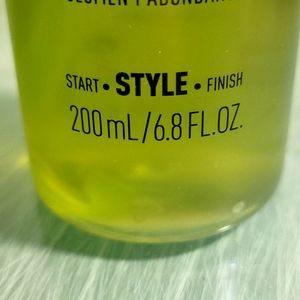 START • STYLE • FINISH
200 mL/6.8 FL.OZ.